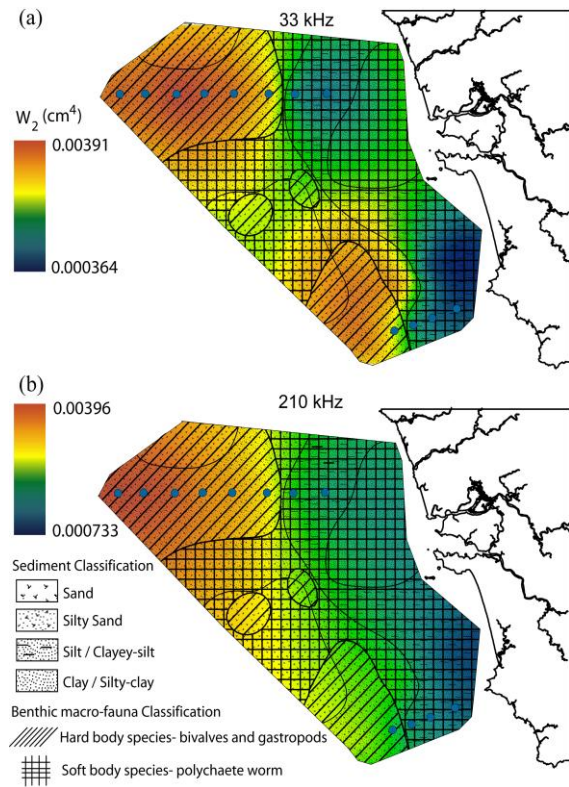 (a)
33 kHz
W2 (cm4)
0.00391
0.000364
(b)
210 kHz
0.00396
0.000733
Sediment Classification
Sand
Silty Sand
Silt / Clayey-silt
Clay / Silty-clay
Benthic macro-fauna Classification
Hard body species- bivalves and gastropods
Soft body species- polychaete worm